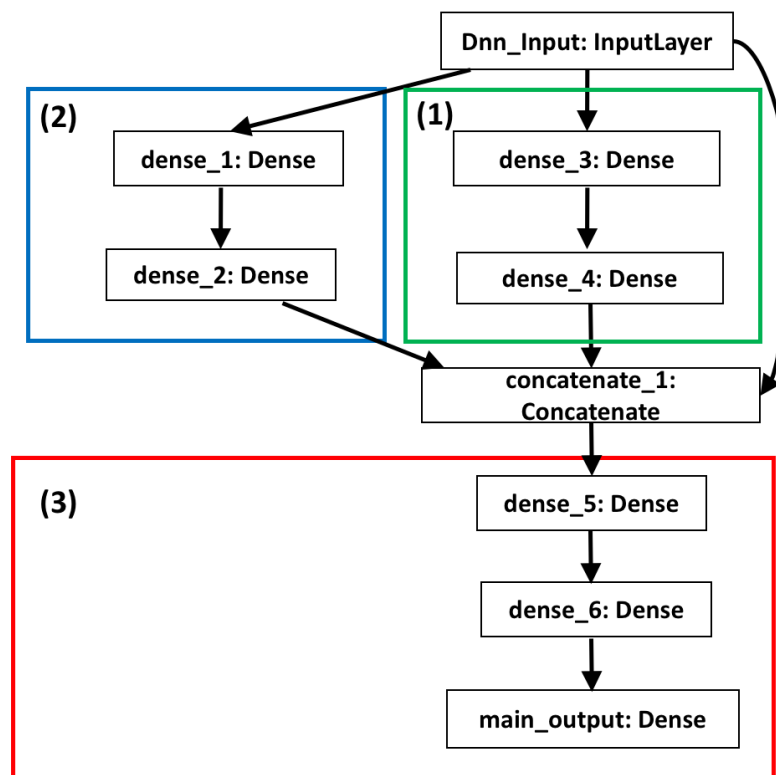 Dnn_Input: InputLayer
(2)
(1)
dense_1: Dense
dense_3: Dense
dense_2: Dense
dense_4: Dense
concatenate_1:
Concatenate
(3)
dense_5: Dense
dense_6: Dense
main_output: Dense